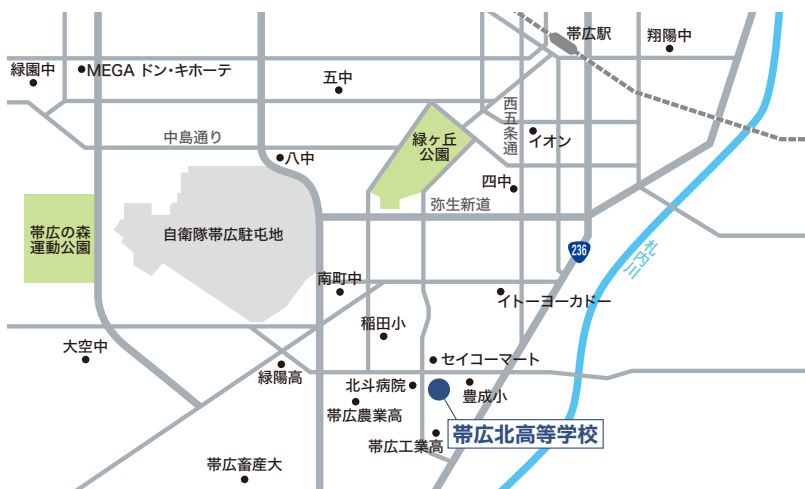 帯広駅
翔陽中
緑園中
MEGA ドン・キホーテ
五中
西五条通
中島通り
緑ヶ丘
公園
イオン
八中
四中
弥生新道
帯広の森
運動公園
自衛隊帯広駐屯地
236
札内川
南町中
イトーヨーカドー
稲田小
大空中
セイコーマート
緑陽高
北斗病院
豊成小
帯広農業高
帯広北高等学校
帯広工業高
帯広畜産大